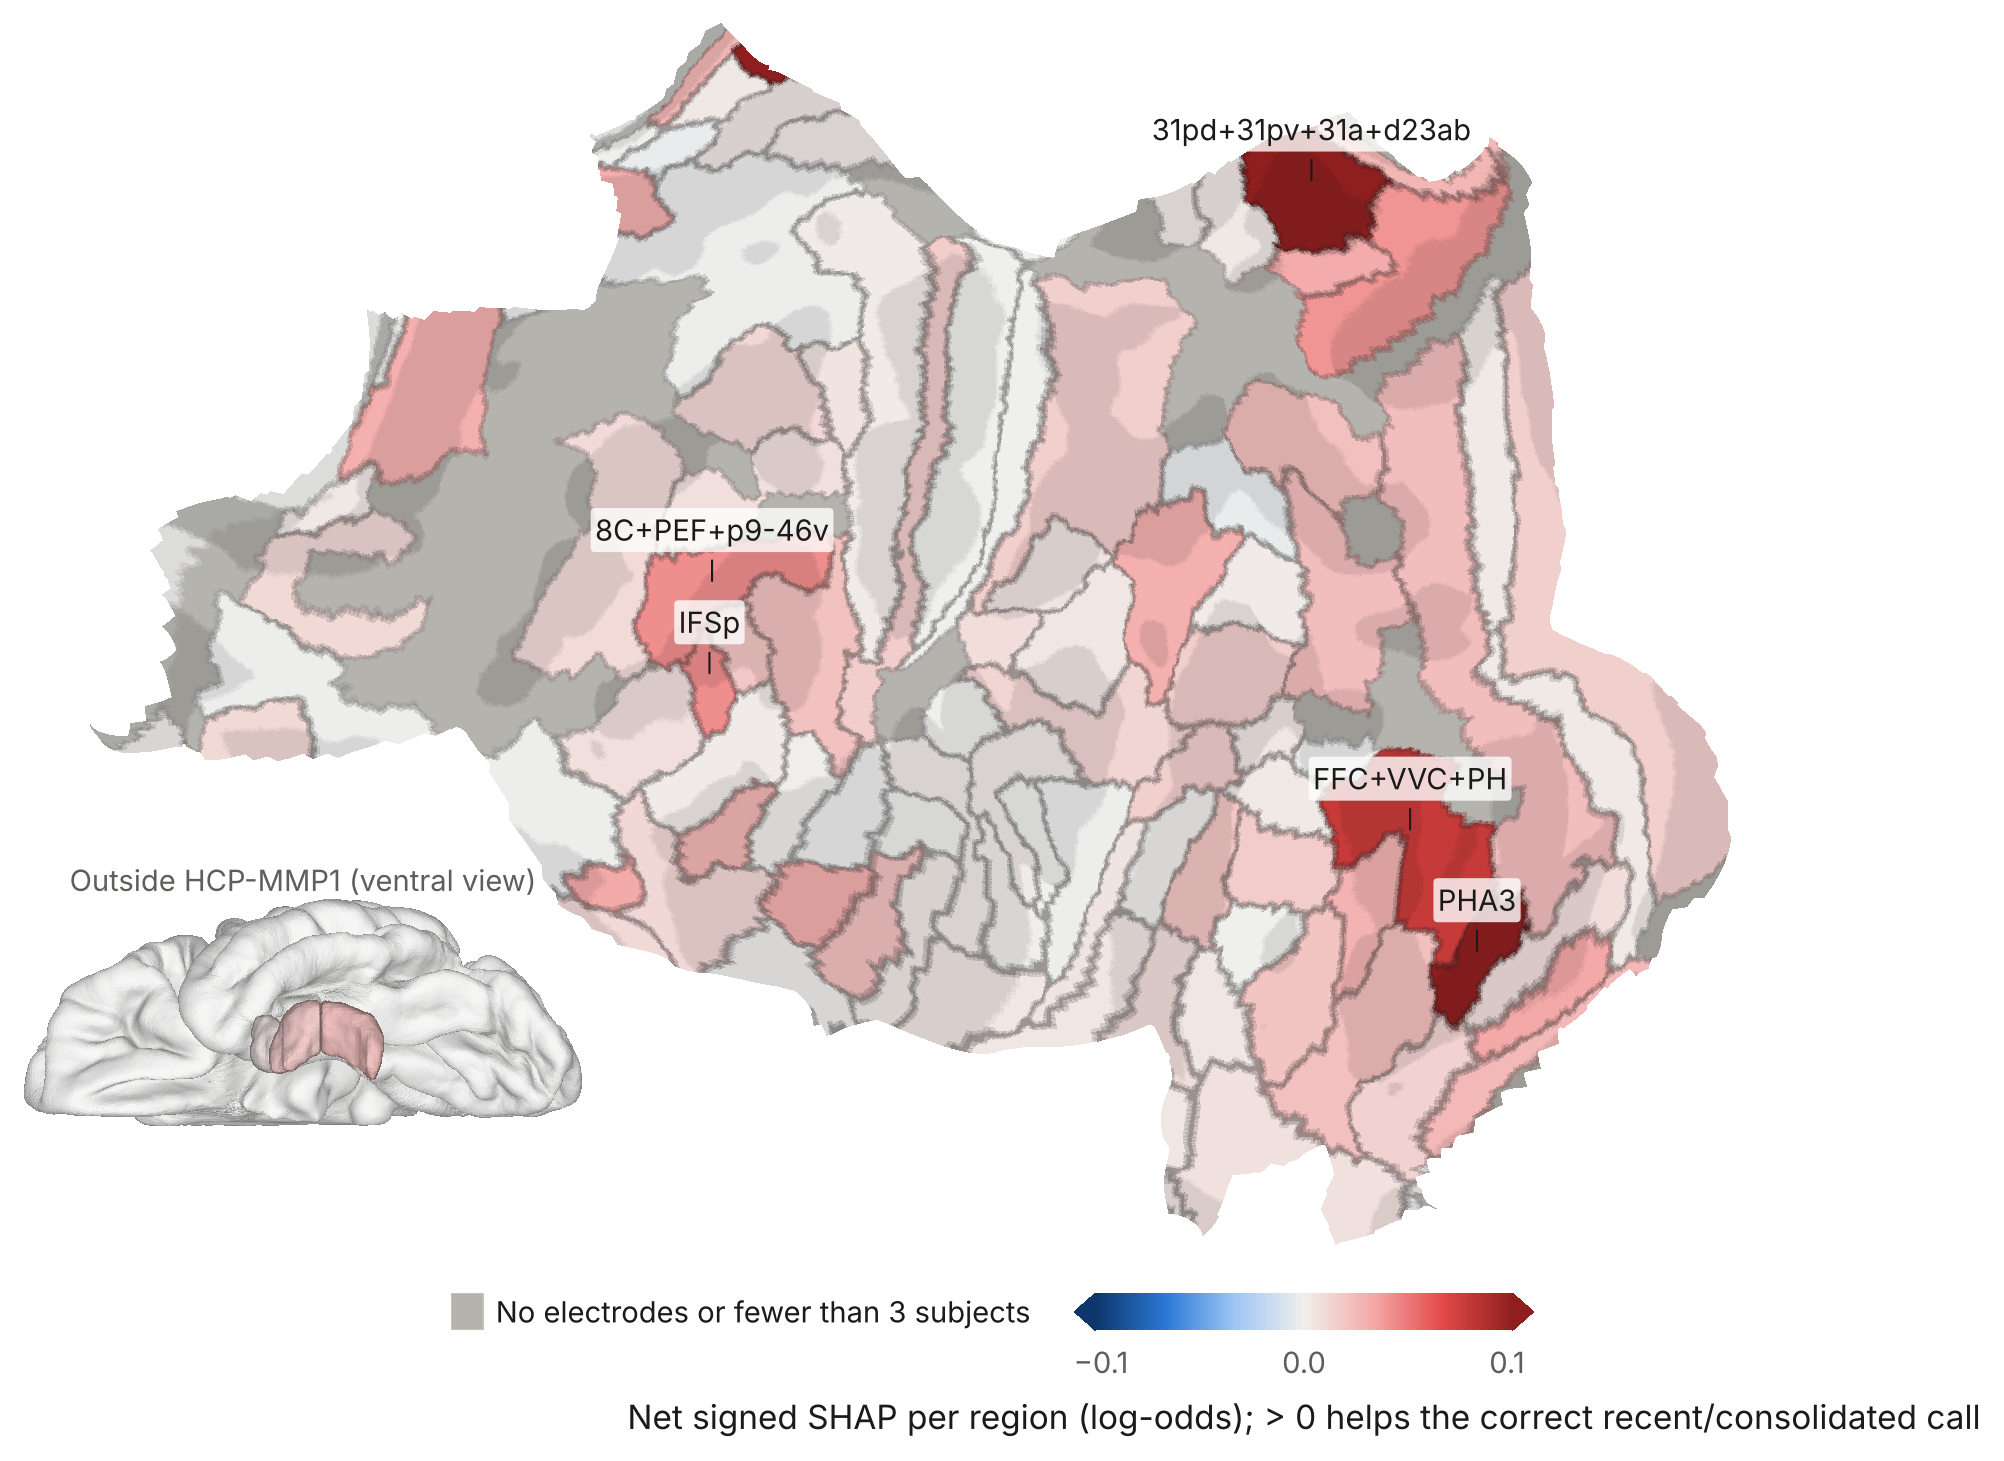 31pd+31pv+31a+d23ab
8C+PEF+p9-46v
IFSp
FFC+VVC+PH
PHA3
Outside HCP-MMP1 (ventral view)
No electrodes or fewer than 3 subjects
−0.1 0.0 0.1
Net signed SHAP per region (log-odds); > 0 helps the correct recent/consolidated call